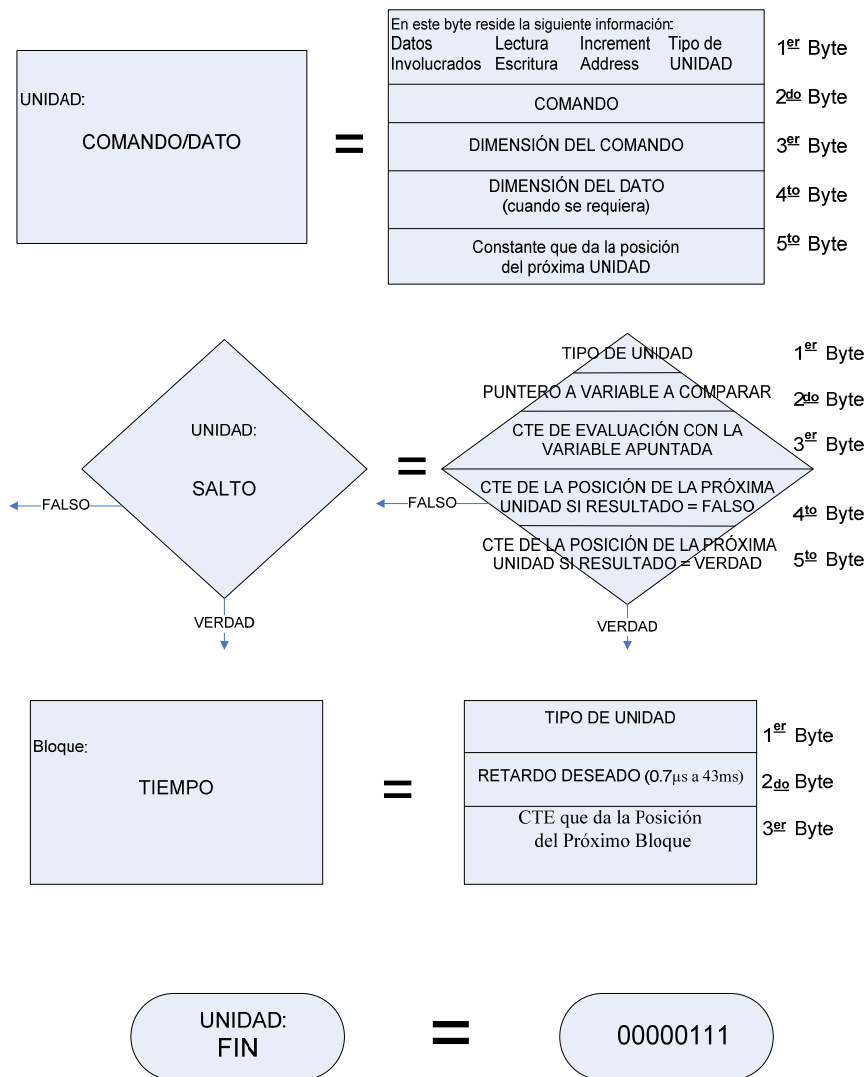 UNIDAD:
COMANDO/DATO
=
En este byte reside la siguiente información:
Datos Lectura Increment Tipo de
Involucrados Escritura Address UNIDAD
1er Byte
COMANDO
2do Byte
DIMENSIÓN DEL COMANDO
3er Byte
DIMENSIÓN DEL DATO
(cuando se requiera)
4to Byte
Constante que da la posición
del próxima UNIDAD
5to Byte
UNIDAD:
SALTO
FALSO
VERDAD
=
TIPO DE UNIDAD
1er Byte
PUNTERO A VARIABLE A COMPARAR
2do Byte
CTE DE EVALUACIÓN CON LA
VARIABLE APUNTADA
3er Byte
CTE DE LA POSICIÓN DE LA PRÓXIMA
UNIDAD SI RESULTADO = FALSO
4to Byte
FALSO
CTE DE LA POSICIÓN DE LA PRÓXIMA
UNIDAD SI RESULTADO = VERDAD
5to Byte
VERDAD
Bloque:
TIEMPO
=
TIPO DE UNIDAD
1er Byte
RETARDO DESEADO (0.7µs a 43ms)
2do Byte
CTE que da la Posición
del Próximo Bloque
3er Byte
UNIDAD:
FIN
=
00000111